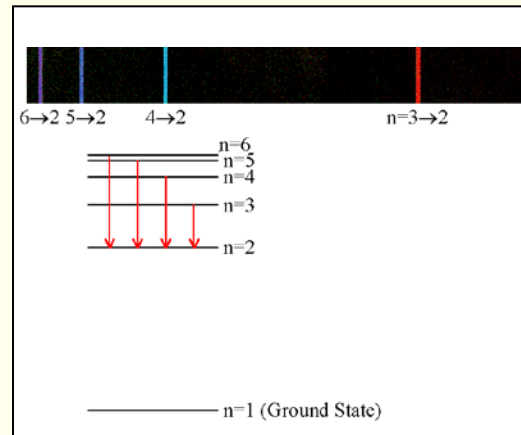 6→2 5→2 4→2 n=3→2
n=6
n=5
n=4
n=3
n=2
n=1 (Ground State)